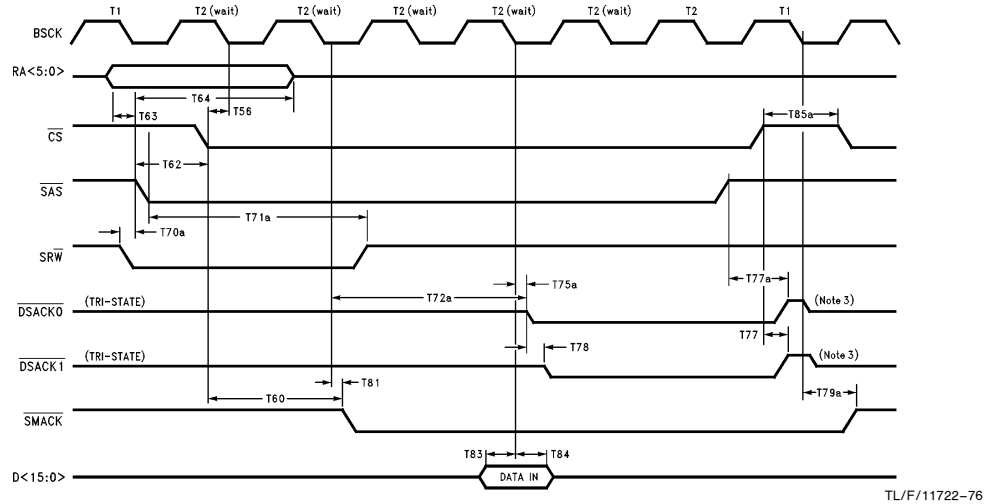 T1 T2 (wait) T2 (wait) T2 (wait) T2 (wait) T2 (wait) T2 T1
BSCK
RA<5:0>
T64
T63 T56
CS T85a
T62
SAS
T71a
T70a
SRW
T75a T77a
T72a
DSACK0 (TRI-STATE) (Note 3)
T77
T78
DSACK1 (TRI-STATE) (Note 3)
T81
T60 T79a
SMACK
T83 T84
D<15:0> DATA IN
TL/F/11722–76